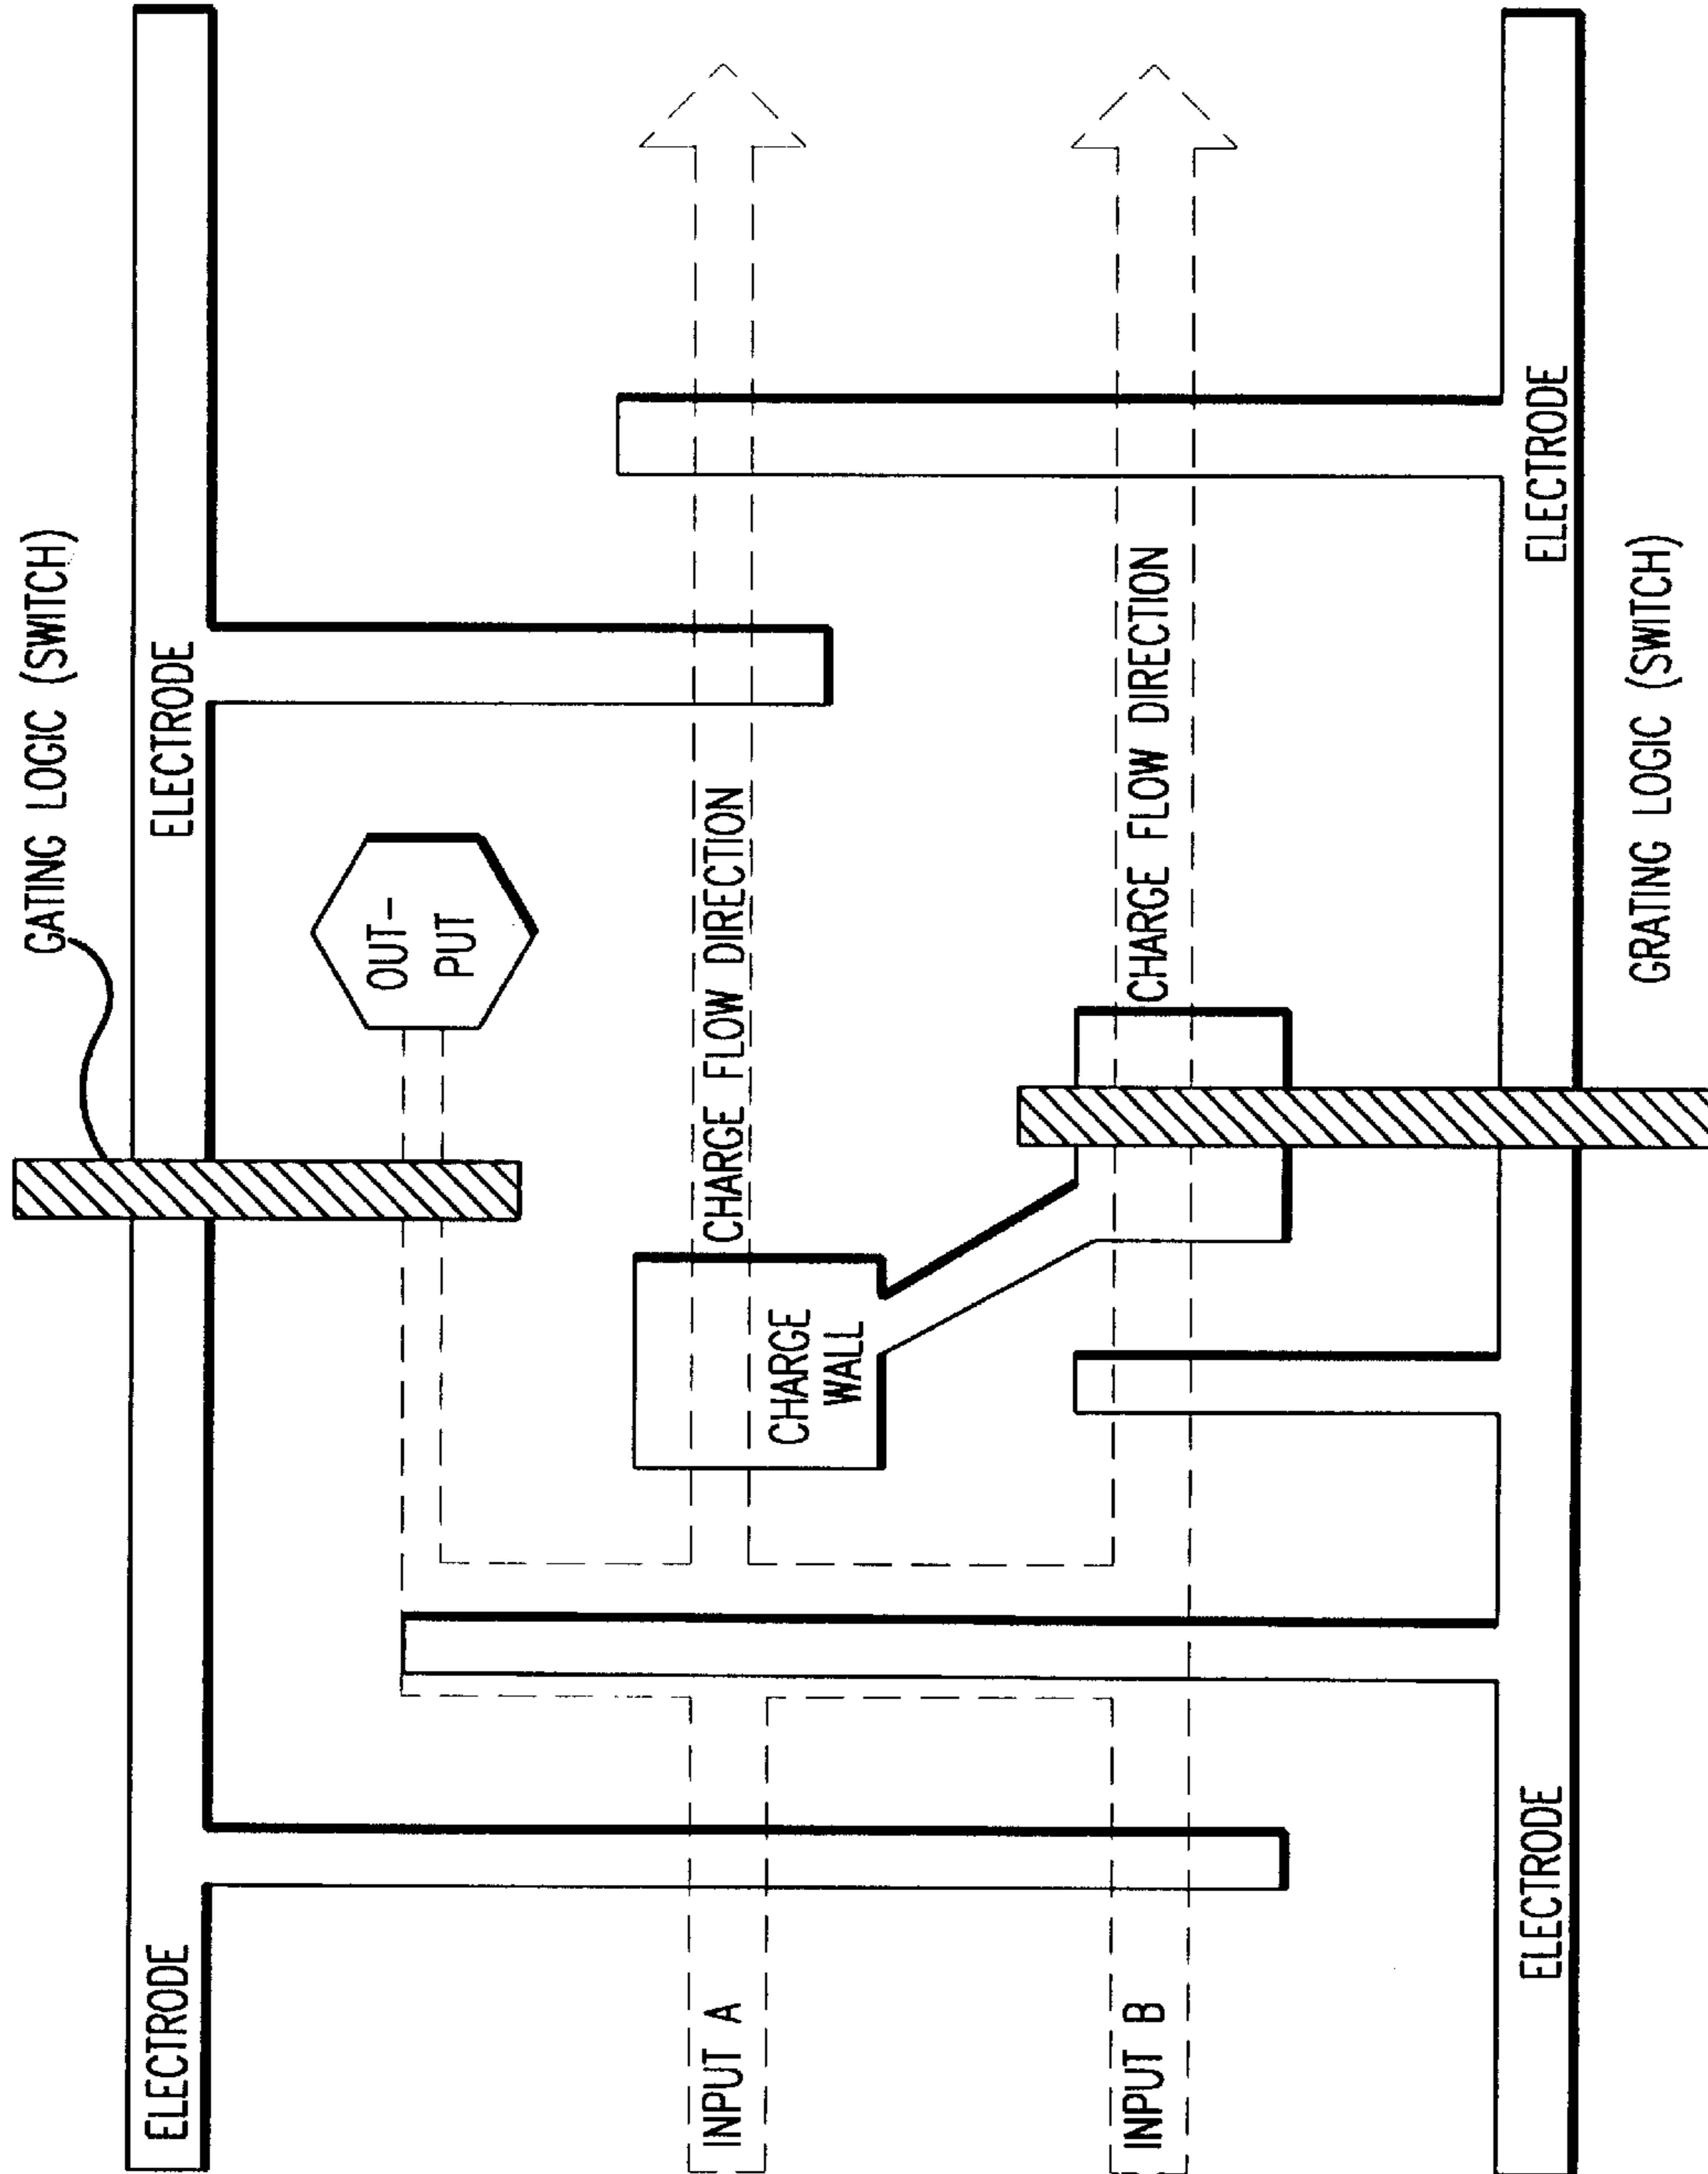 GATING LOGIC (SWITCH)
ELECTRODE
ELECTRODE
OUT-
PUT
INPUT A
CHARGE FLOW DIRECTION
CHARGE
WALL
INPUT B
CHARGE FLOW DIRECTION
ELECTRODE
ELECTRODE
GRATING LOGIC (SWITCH)